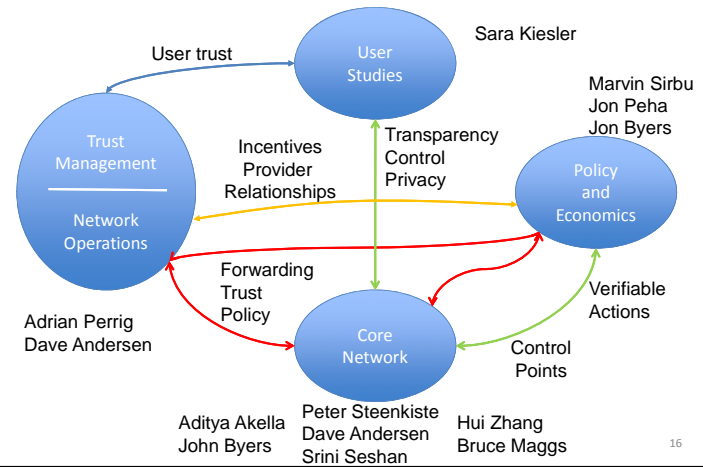 Sara Kiesler
User
Studies
User trust
Marvin Sirbu
Jon Peha
Jon Byers
Trust
Management
Network
Operations
Incentives
Provider
Relationships
Transparency
Control
Privacy
Policy
and
Economics
Forwarding
Trust
Policy
Verifiable
Actions
Adrian Perrig
Dave Andersen
Core
Network
Control
Points
Aditya Akella
John Byers
Peter Steenkiste
Dave Andersen
Srini Seshan
Hui Zhang
Bruce Maggs
16